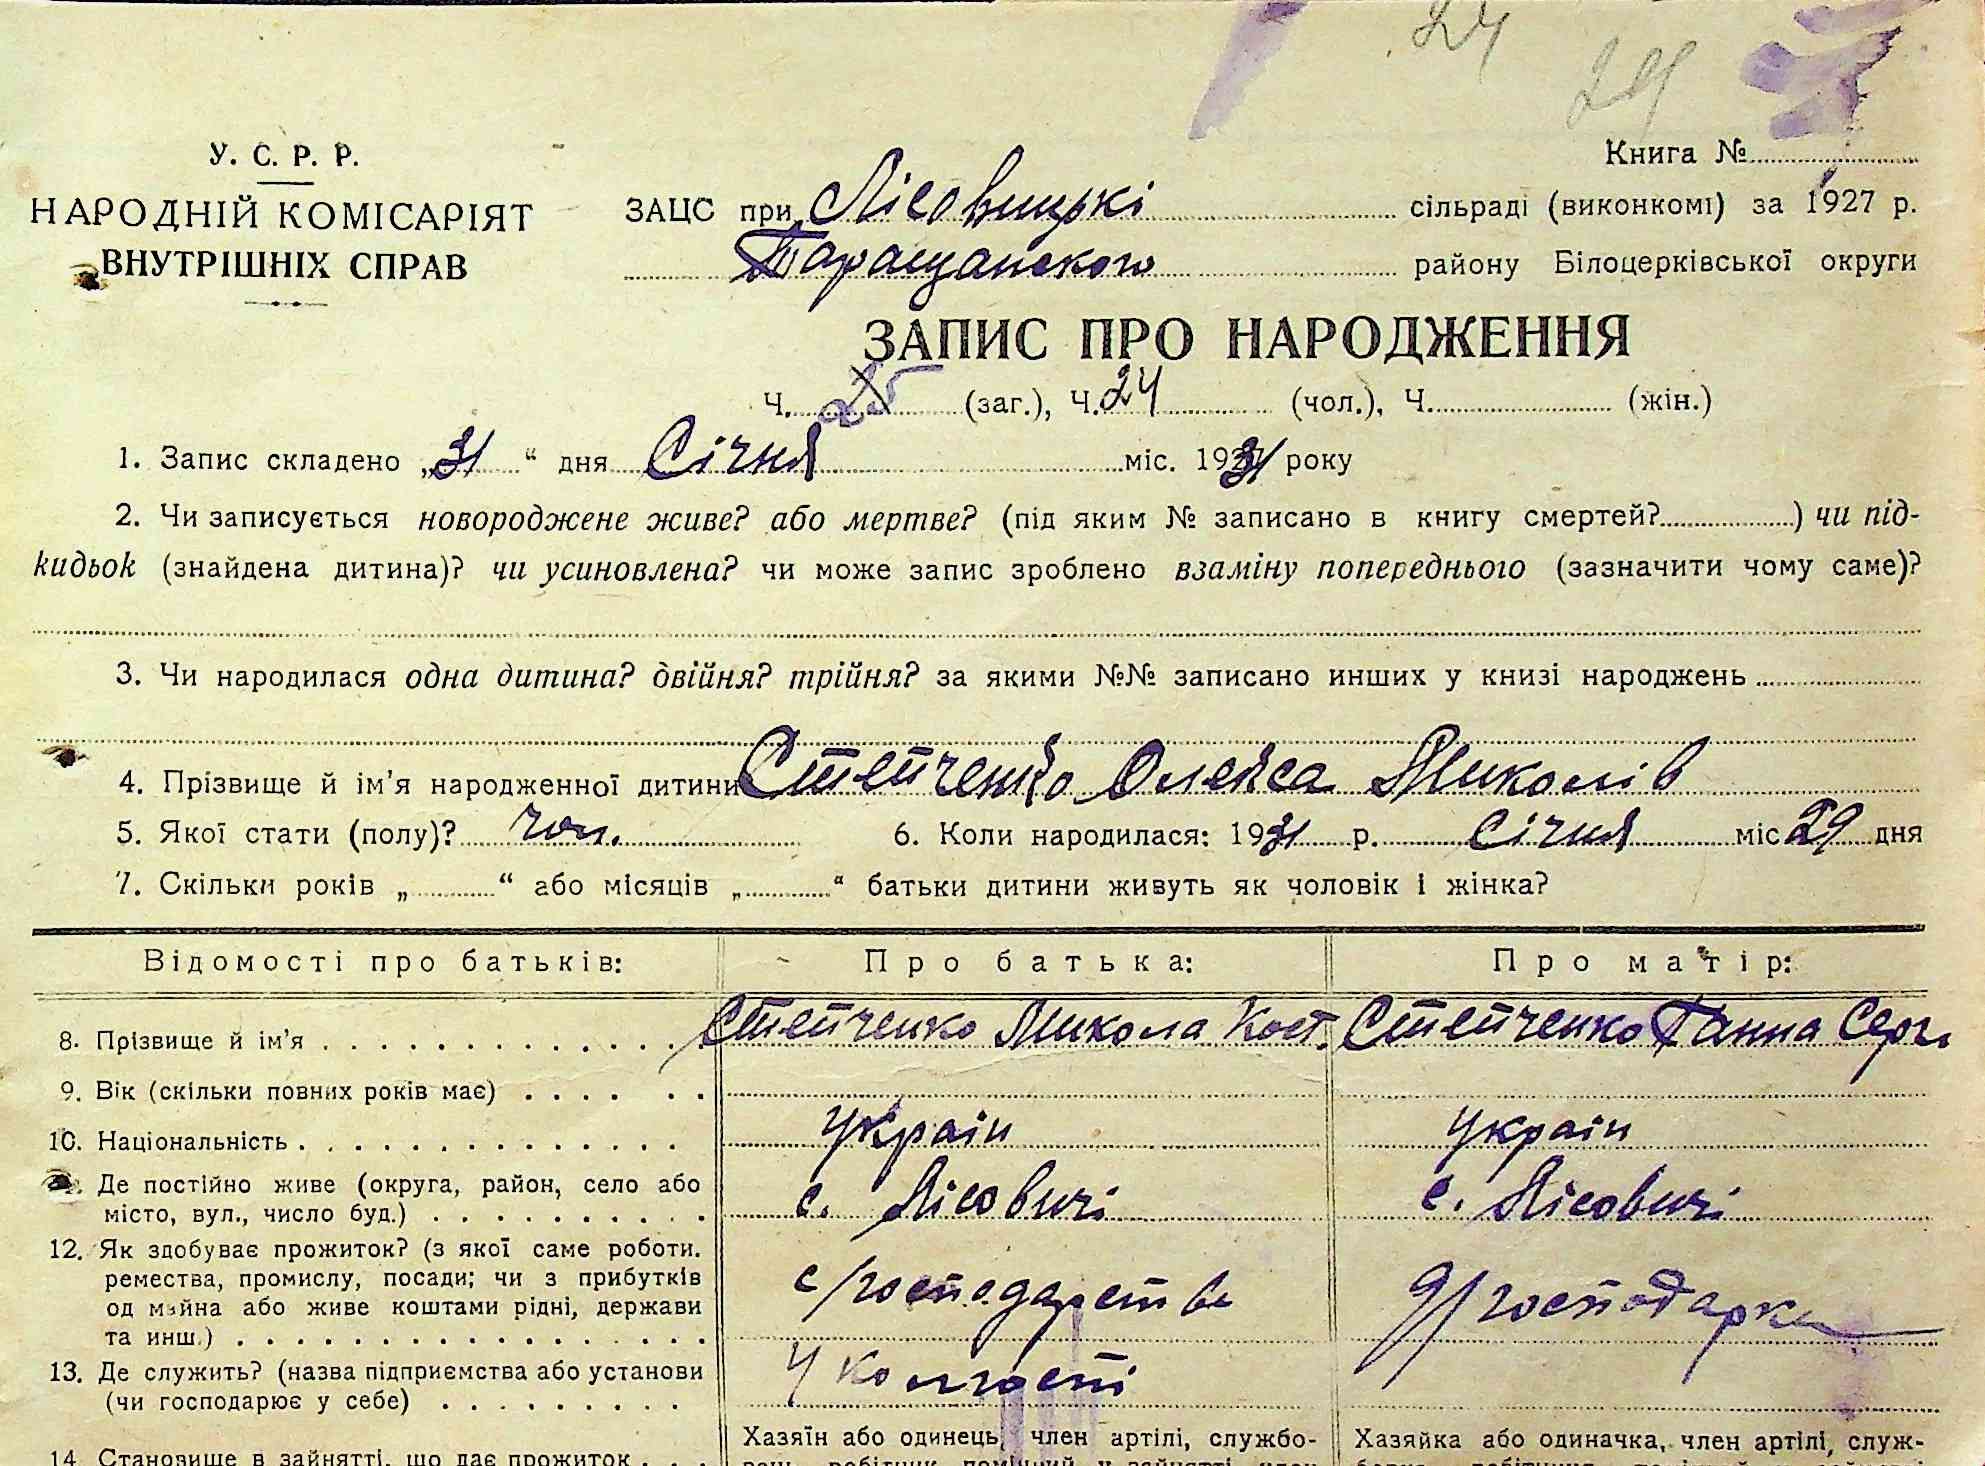 24
24
У. С. Р. Р.
НАРОДНІЙ КОМІСАРІЯТ
ВНУТРІШНІХ СПРАВ
Книга №
ЗАЦС при Лісовицькі сільраді (виконкомі) за 1927 р.
Таращанского району Білоцерківської округи
ЗАПИС ПРО НАРОДЖЕННЯ
Ч. 25 (заг.), Ч. 24 (чол.), Ч. (жін.)
1. Запис складено „31“ дня Січня міс. 1931 року
2. Чи записується новороджене живе? або мертве? (під яким № записано в книгу смертей?) чи під-
кидьок (знайдена дитина)? чи усиновлена? чи може запис зроблено взаміну попереднього (зазначити чому саме)?
3. Чи народилася одна дитина? двійня? трійня? за якими №№ записано инших у книзі народжень
4. Прізвище й ім'я народженної дитини Степченко Олекса Миколів
5. Якої стати (полу)? чол. 6. Коли народилася: 1931 р. Січня міс 29 дня
7. Скільки років „ “ або місяців „ “ батьки дитини живуть як чоловік і жінка?
Відомості про батьків: Про батька: Про матір:
8. Прізвище й ім'я Степченко Микола Кост. Степченко Ганна Серг.
9. Вік (скільки повних років має)
10. Національність Україн Україн
11. Де постійно живе (округа, район, село або
місто, вул., число буд.) с. Лісовичі с. Лісовичі
12. Як здобуває прожиток? (з якої саме роботи.
ремества, промислу, посади; чи з прибутків
од майна або живе коштами рідні, держави
та инш.) с/господарство д/господарка
13. Де служить? (назва підприємства або установи
(чи господарює у себе) У колгоспі
14. Становище в зайнятті, що дає прожиток
Хазяїн або одинець, член артілі, службо-
Хазяйка або одиначка, член артілі, служ-